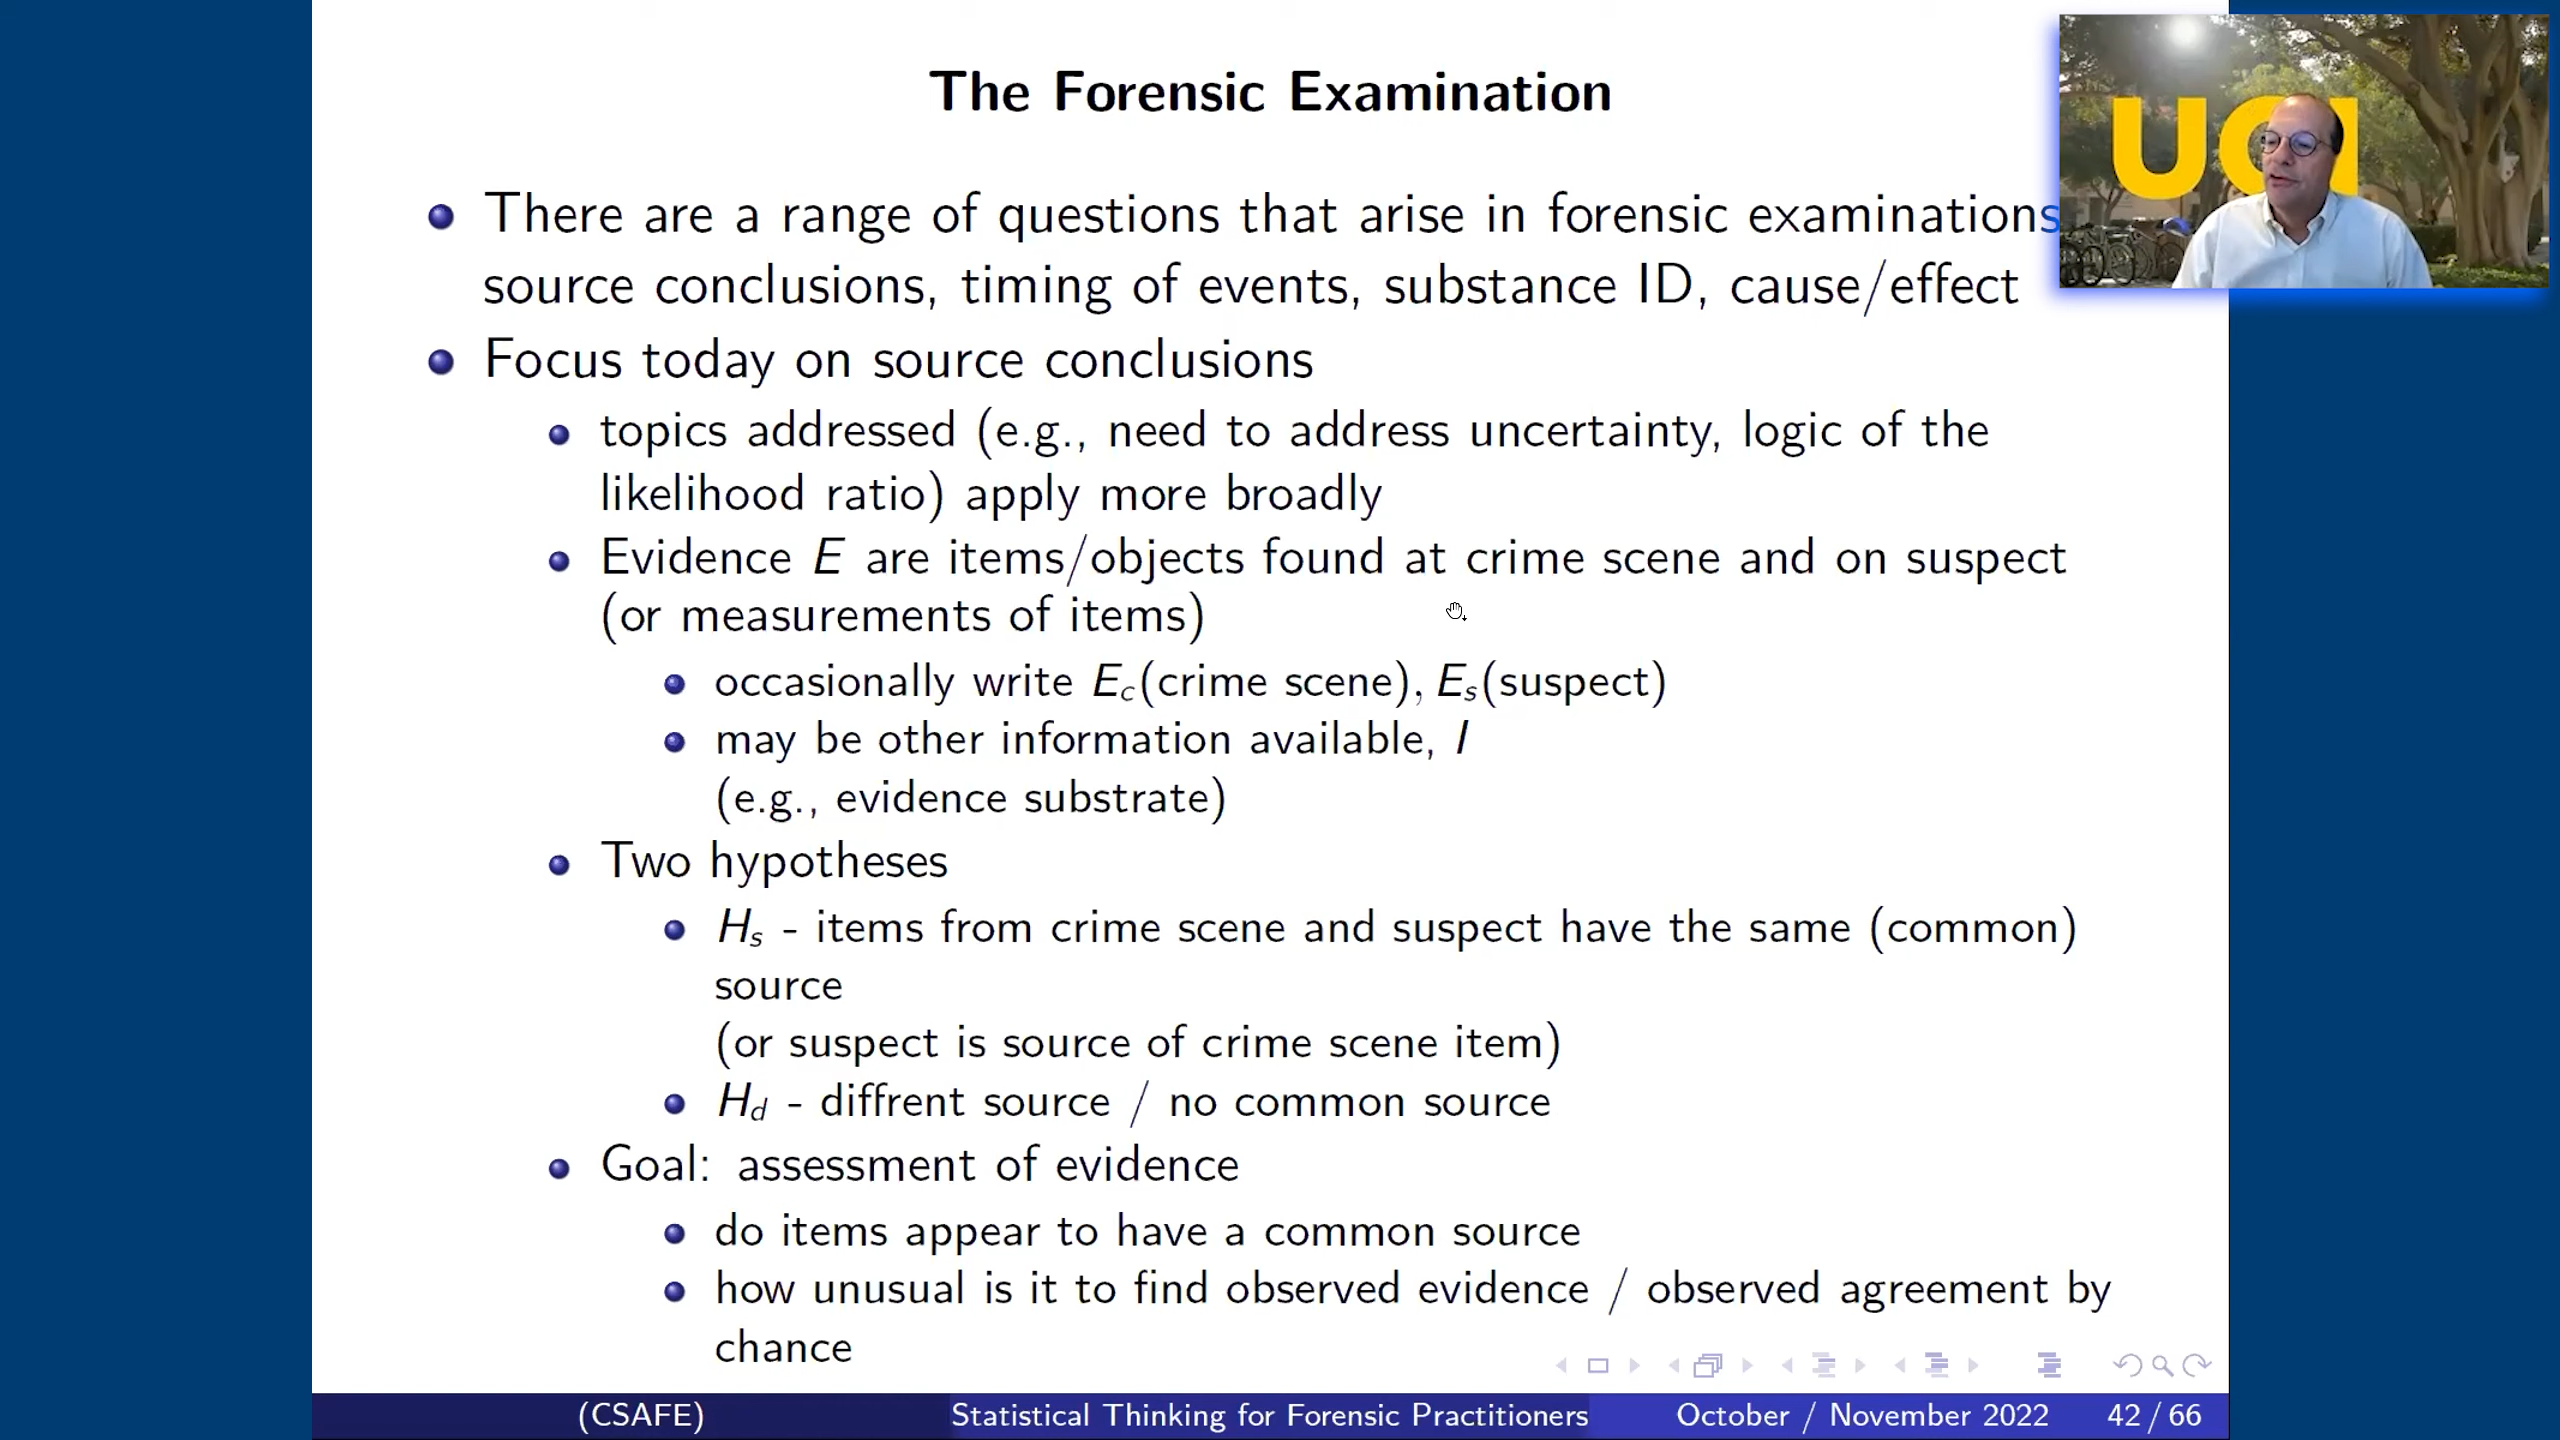 The Forensic Examination
UCI
There are a range of questions that arise in forensic examinations
source conclusions, timing of events, substance ID, cause/effect
Focus today on source conclusions
topics addressed (e.g., need to address uncertainty, logic of the
likelihood ratio) apply more broadly
Evidence E are items/objects found at crime scene and on suspect
(or measurements of items)
occasionally write Ec(crime scene), Es(suspect)
may be other information available, I
(e.g., evidence substrate)
Two hypotheses
Hs - items from crime scene and suspect have the same (common)
source
(or suspect is source of crime scene item)
Hd - diffrent source / no common source
Goal: assessment of evidence
do items appear to have a common source
how unusual is it to find observed evidence / observed agreement by
chance
(CSAFE) Statistical Thinking for Forensic Practitioners October / November 2022 42 / 66